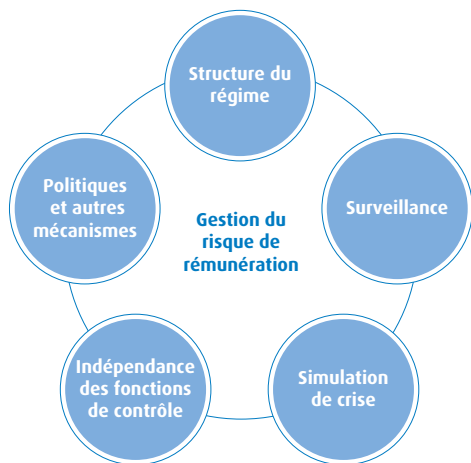 Structure du
régime
Surveillance
Simulation
de crise
Indépendance
des fonctions
de contrôle
Politiques
et autres
mécanismes
Gestion du
risque de
rémunération